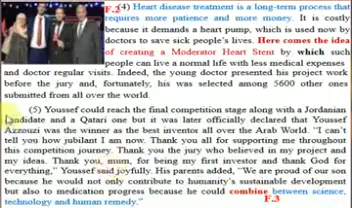 F.2
(4) Heart disease treatment is a long-term process that
requires more patience and more money. It is costly
because it demands a heart pump, which is used now by
doctors to save sick people's lives. Here comes the idea
of creating a Moderator Heart Stent by which such
people can live a normal life with less medical expenses
and doctor regular visits. Indeed, the young doctor presented his project work
before the jury and, fortunately, his was selected among 5600 other ones
submitted from all over the world.
(5) Youssef could reach the final competition stage along with a Jordanian
candidate and a Qatari one but it was later officially declared that Youssef
Azzouzi was the winner as the best inventor all over the Arab World. "I can't
tell you how jubilant I am now. Thank you all for supporting me throughout
this competition journey. Thank you the jury who believed in my project and
my ideas. Thank you, mum, for being my first investor and thank God for
everything," Youssef said joyfully. His parents added, "We are proud of our son
because he would not only contribute to humanity's sustainable development
but also to medication progress because he could combine between science,
technology and human remedy."
F.3